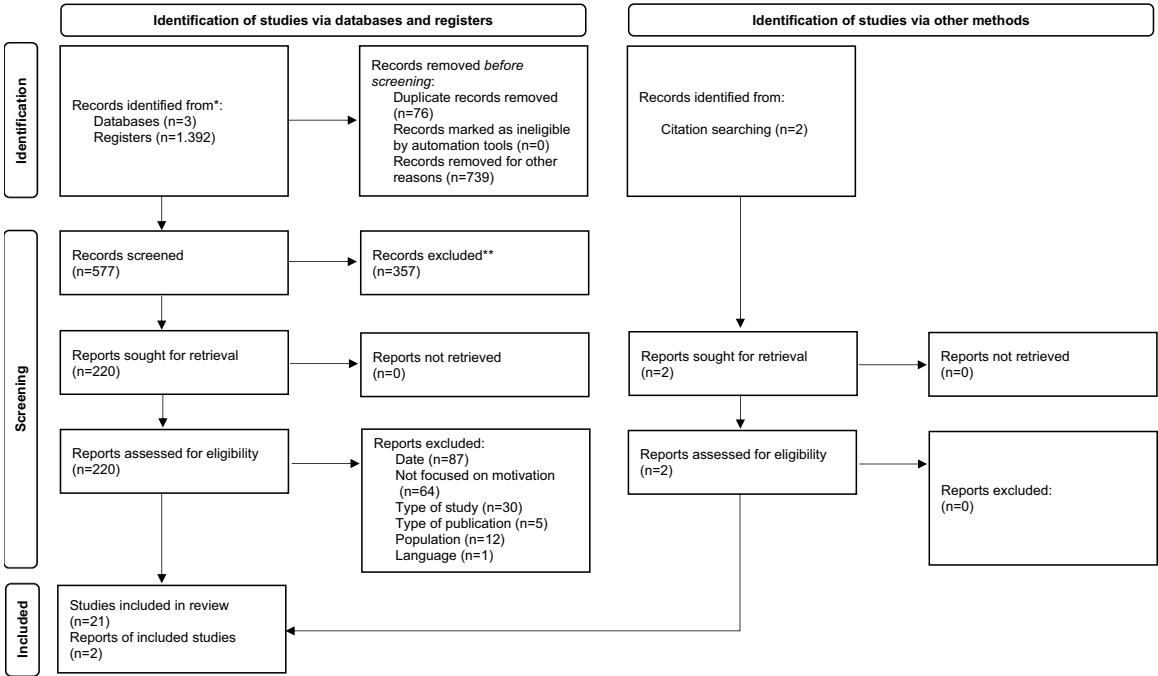 Identification of studies via databases and registers
Identification of studies via other methods
Identification
Records identified from*:
Databases (n=3)
Registers (n=1.392)
Records removed before
screening:
Duplicate records removed
(n=76)
Records marked as ineligible
by automation tools (n=0)
Records removed for other
reasons (n=739)
Records identified from:
Citation searching (n=2)
Screening
Records screened
(n=577)
Records excluded**
(n=357)
Reports sought for retrieval
(n=220)
Reports not retrieved
(n=0)
Reports sought for retrieval
(n=2)
Reports not retrieved
(n=0)
Reports assessed for eligibility
(n=220)
Reports excluded:
Date (n=87)
Not focused on motivation
(n=64)
Type of study (n=30)
Type of publication (n=5)
Population (n=12)
Language (n=1)
Reports assessed for eligibility
(n=2)
Reports excluded:
(n=0)
Included
Studies included in review
(n=21)
Reports of included studies
(n=2)